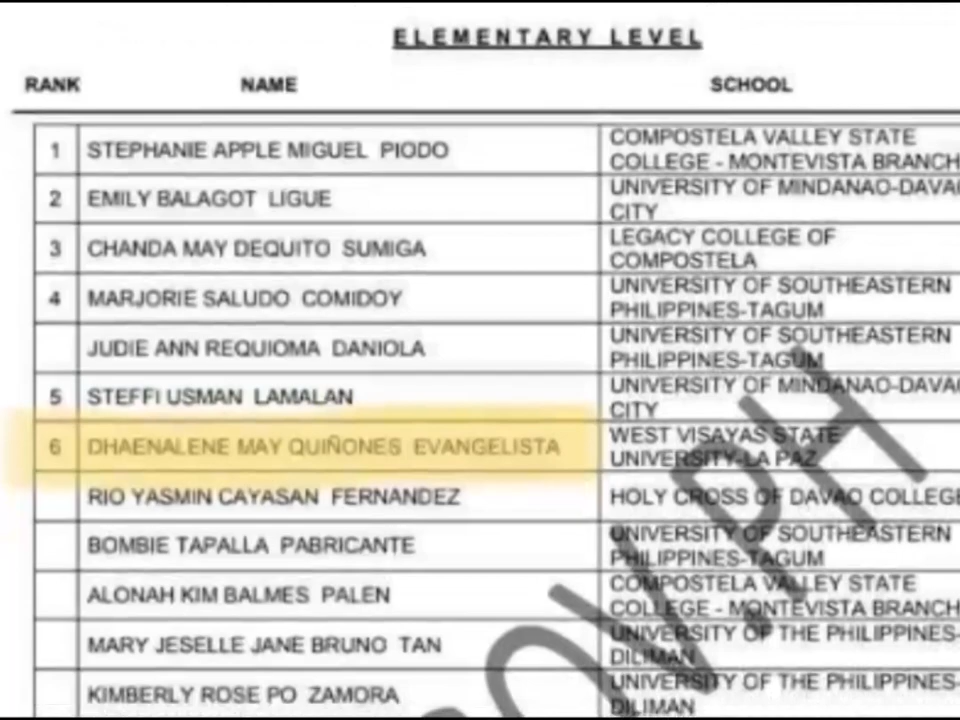 ELEMENTARY LEVEL
RANK NAME SCHOOL
1 STEPHANIE APPLE MIGUEL PIODO COMPOSTELA VALLEY STATE
COLLEGE - MONTEVISTA BRANCH
2 EMILY BALAGOT LIGUE UNIVERSITY OF MINDANAO-DAVAO
CITY
3 CHANDA MAY DEQUITO SUMIGA LEGACY COLLEGE OF
COMPOSTELA
4 MARJORIE SALUDO COMIDOY UNIVERSITY OF SOUTHEASTERN
PHILIPPINES-TAGUM
JUDIE ANN REQUIOMA DANIOLA UNIVERSITY OF SOUTHEASTERN
PHILIPPINES-TAGUM
5 STEFFI USMAN LAMALAN UNIVERSITY OF MINDANAO-DAVAO
CITY
6 DHAENALENE MAY QUIÑONES EVANGELISTA WEST VISAYAS STATE
UNIVERSITY-LA PAZ
RIO YASMIN CAYASAN FERNANDEZ HOLY CROSS OF DAVAO COLLEGE
BOMBIE TAPALLA PABRICANTE UNIVERSITY OF SOUTHEASTERN
PHILIPPINES-TAGUM
ALONAH KIM BALMES PALEN COMPOSTELA VALLEY STATE
COLLEGE - MONTEVISTA BRANCH
MARY JESELLE JANE BRUNO TAN UNIVERSITY OF THE PHILIPPINES-
DILIMAN
KIMBERLY ROSE PO ZAMORA UNIVERSITY OF THE PHILIPPINES-
DILIMAN
OV.PH